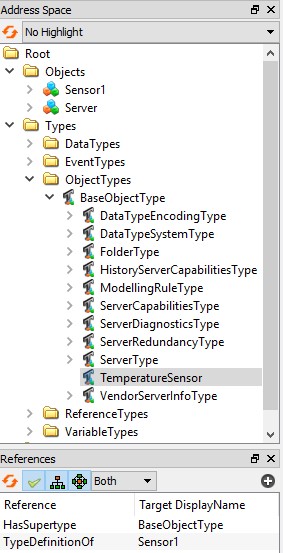 Address Space
No Highlight
Root
Objects
Sensor1
Server
Types
DataTypes
EventTypes
ObjectTypes
BaseObjectType
DataTypeEncodingType
DataTypeSystemType
FolderType
HistoryServerCapabilitiesType
ModellingRuleType
ServerCapabilitiesType
ServerDiagnosticsType
ServerRedundancyType
ServerType
TemperatureSensor
VendorServerInfoType
ReferenceTypes
VariableTypes
References
Both
Reference Target DisplayName
HasSupertype BaseObjectType
TypeDefinitionOf Sensor1